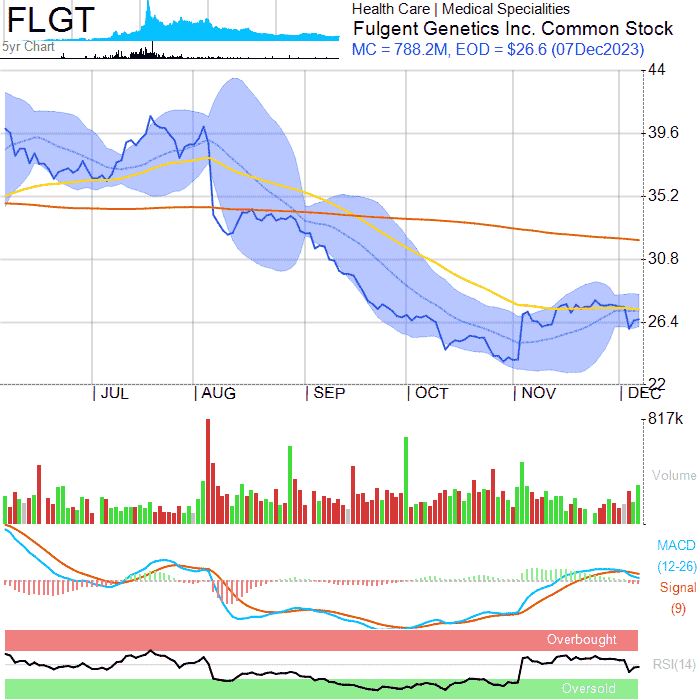 FLGT
5yr Chart
Health Care | Medical Specialities
Fulgent Genetics Inc. Common Stock
MC = 788.2M, EOD = $26.6 (07Dec2023)
44
39.6
35.2
30.8
26.4
22
JUL AUG SEP OCT NOV DEC
817k
Volume
MACD
(12-26)
Signal
(9)
Overbought
RSI(14)
Oversold